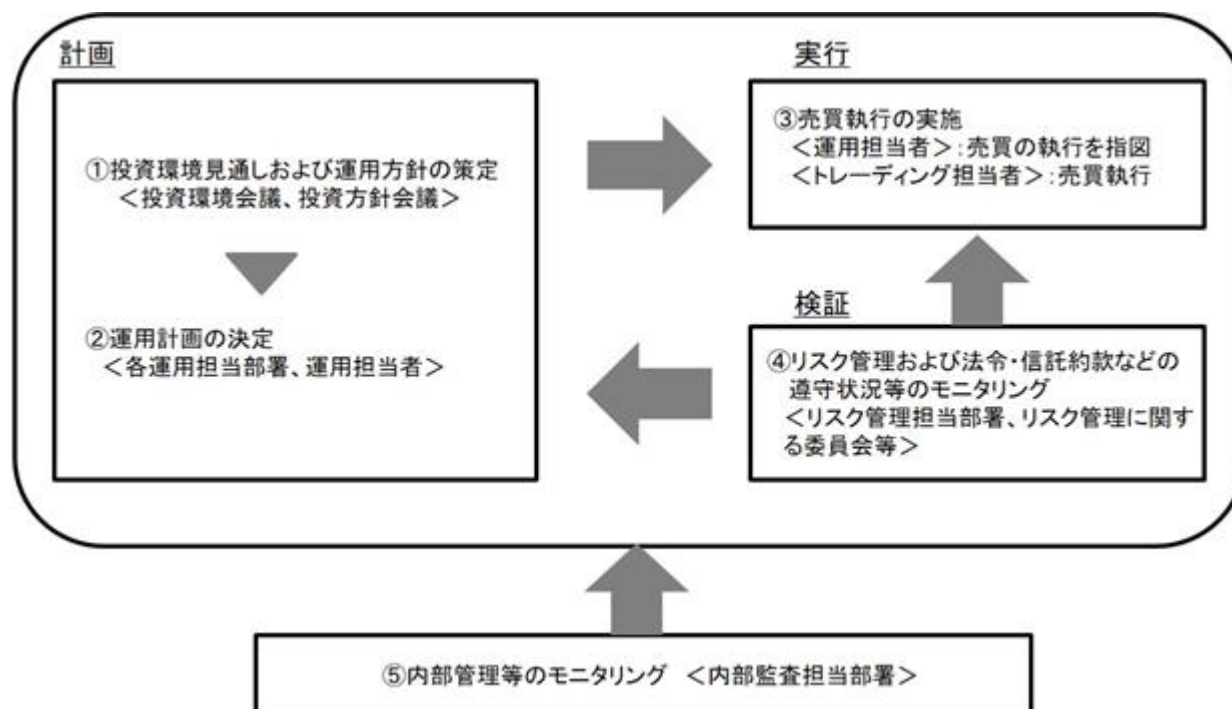 計画
①投資環境見通しおよび運用方針の策定
<投資環境会議、投資方針会議>
②運用計画の決定
<各運用担当部署、運用担当者>
実行
③売買執行の実施
<運用担当者>:売買の執行を指図
<トレーディング担当者>:売買執行
検証
④リスク管理および法令・信託約款などの
遵守状況等のモニタリング
<リスク管理担当部署、リスク管理に関す
る委員会等>
⑤内部管理等のモニタリング <内部監査担当部署>